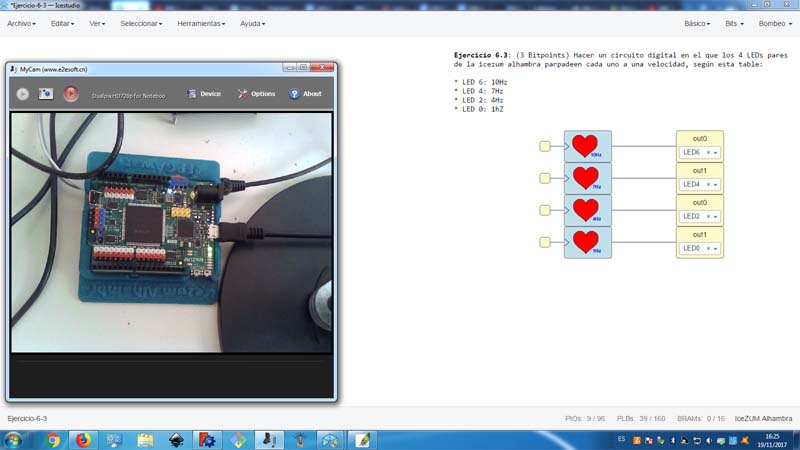 *Ejercicio-6-3 — Icestudio
Archivo Editar Ver Seleccionar Herramientas Ayuda Básico Bits Bombeo
MyCam (www.e2esoft.cn)
Device Options About
Ejercicio 6.3: (3 Bitpoints) Hacer un circuito digital en el que los 4 LEDs pares
de la icezum alhambra parpadeen cada uno a una velocidad, según esta table:
* LED 6: 10Hz
* LED 4: 7Hz
* LED 2: 4Hz
* LED 0: 1hZ
out0
10Hz LED6
out1
7Hz LED4
out0
4Hz LED2
out1
1Hz LED0
Ejercicio-6-3 PIOs: 9 / 96 PLBs: 39 / 160 BRAMs: 0 / 16 IceZUM Alhambra
ES 16:25
19/11/2017